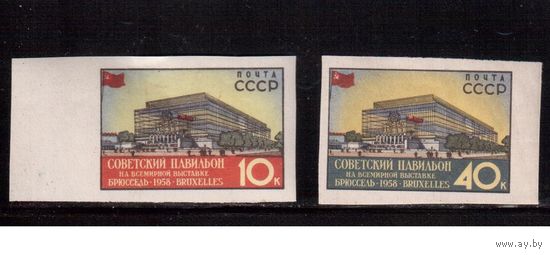 ПОЧТА
СССР
СОВЕТСКИЙ ПАВИЛЬОН
НА ВСЕМИРНОЙ ВЫСТАВКЕ
БРЮССЕЛЬ·1958·BRUXELLES
10К
ПОЧТА
СССР
СОВЕТСКИЙ ПАВИЛЬОН
НА ВСЕМИРНОЙ ВЫСТАВКЕ
БРЮССЕЛЬ·1958·BRUXELLES
40К
AY.BY